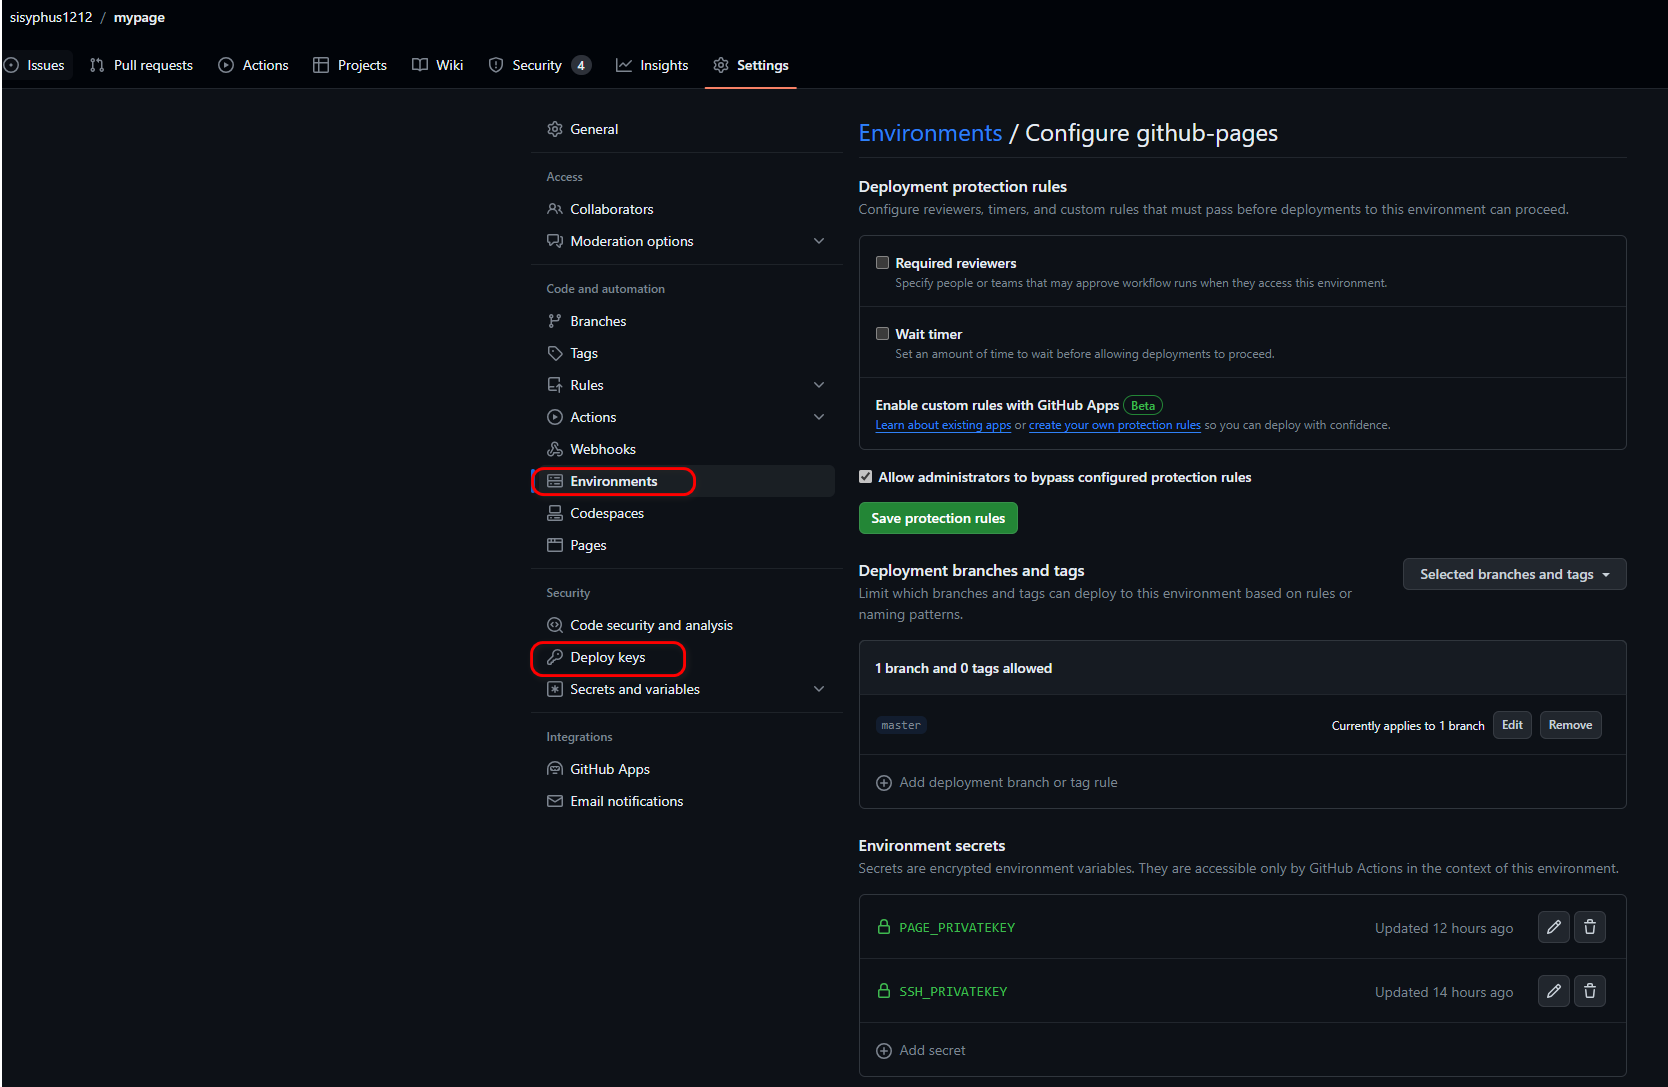 sisyphus1212 / mypage
Issues Pull requests Actions Projects Wiki Security 4 Insights Settings
General
Access
Collaborators
Moderation options
Code and automation
Branches
Tags
Rules
Actions
Webhooks
Environments
Codespaces
Pages
Security
Code security and analysis
Deploy keys
Secrets and variables
Integrations
GitHub Apps
Email notifications
Environments / Configure github-pages
Deployment protection rules
Configure reviewers, timers, and custom rules that must pass before deployments to this environment can proceed.
Required reviewers
Specify people or teams that may approve workflow runs when they access this environment.
Wait timer
Set an amount of time to wait before allowing deployments to proceed.
Enable custom rules with GitHub Apps Beta
Learn about existing apps or create your own protection rules so you can deploy with confidence.
Allow administrators to bypass configured protection rules
Save protection rules
Deployment branches and tags
Selected branches and tags
Limit which branches and tags can deploy to this environment based on rules or
naming patterns.
1 branch and 0 tags allowed
master Currently applies to 1 branch Edit Remove
Add deployment branch or tag rule
Environment secrets
Secrets are encrypted environment variables. They are accessible only by GitHub Actions in the context of this environment.
PAGE_PRIVATEKEY Updated 12 hours ago
SSH_PRIVATEKEY Updated 14 hours ago
Add secret